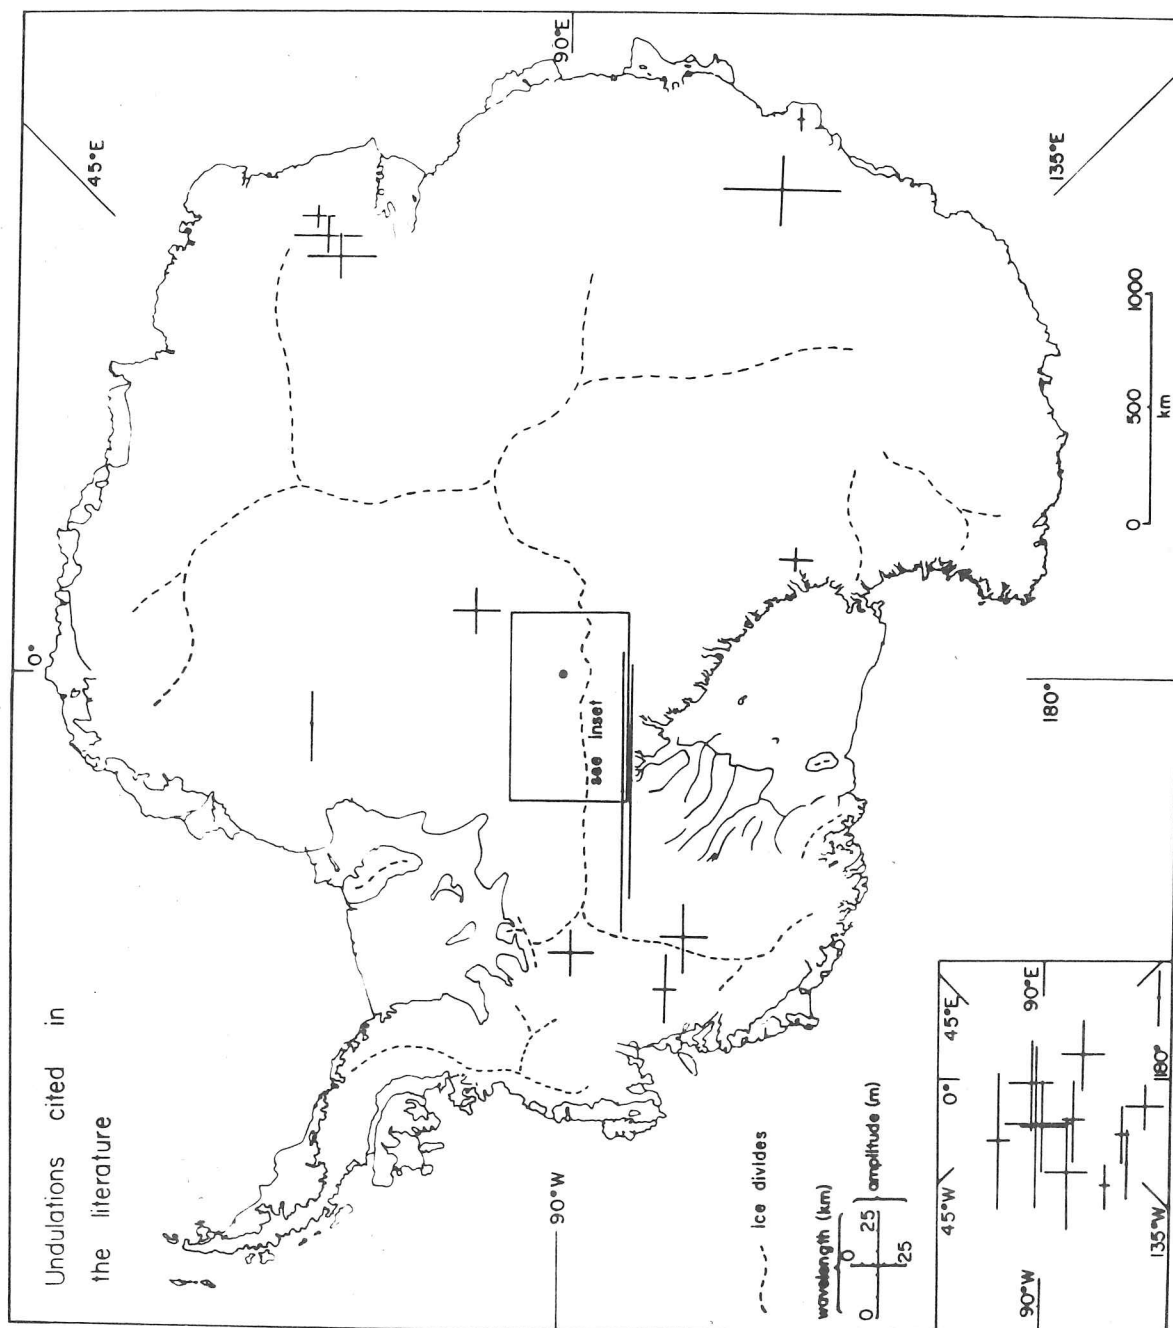 Undulations cited in
the literature
0°
45°E
90°E
135°E
180°
90°W
see inset
0 500 1000
km
Ice divides
wavelength (km)
0
0 25
25
amplitude (m)
45°W
0°
45°E
90°W
90°E
135°W
180°